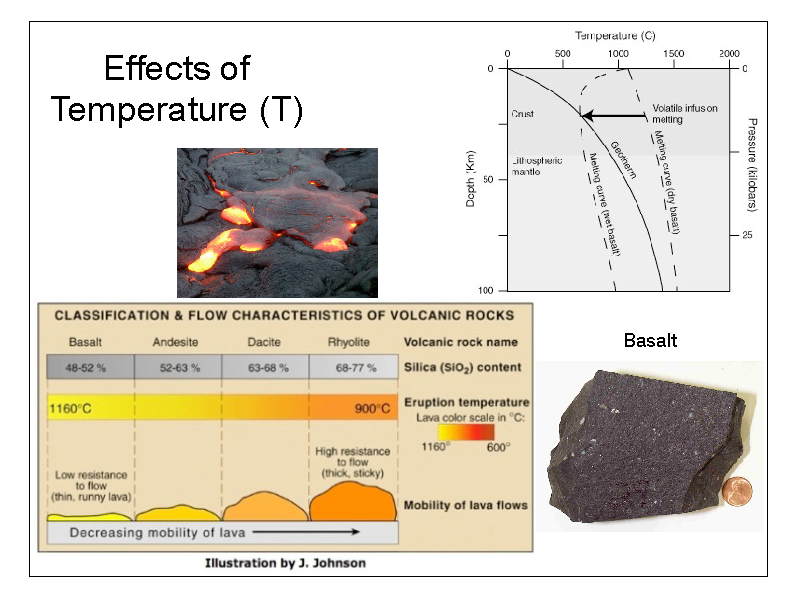 Effects of
Temperature (T)
Temperature (C)
0 500 1000 1500 2000
0
0
Crust
Volatile infusion
melting
Lithospheric
mantle
Geotherm
Melting curve (wet basalt)
Melting curve (dry basalt)
Depth (Km)
Pressure (kilobars)
50
25
100
CLASSIFICATION & FLOW CHARACTERISTICS OF VOLCANIC ROCKS
Basalt Andesite Dacite Rhyolite Volcanic rock name
48-52 % 52-63 % 63-68 % 68-77 % Silica (SiO₂) content
1160°C 900°C Eruption temperature
Lava color scale in °C:
1160° 600°
Low resistance
to flow
(thin, runny lava)
High resistance
to flow
(thick, sticky)
Mobility of lava flows
Decreasing mobility of lava
Illustration by J. Johnson
Basalt